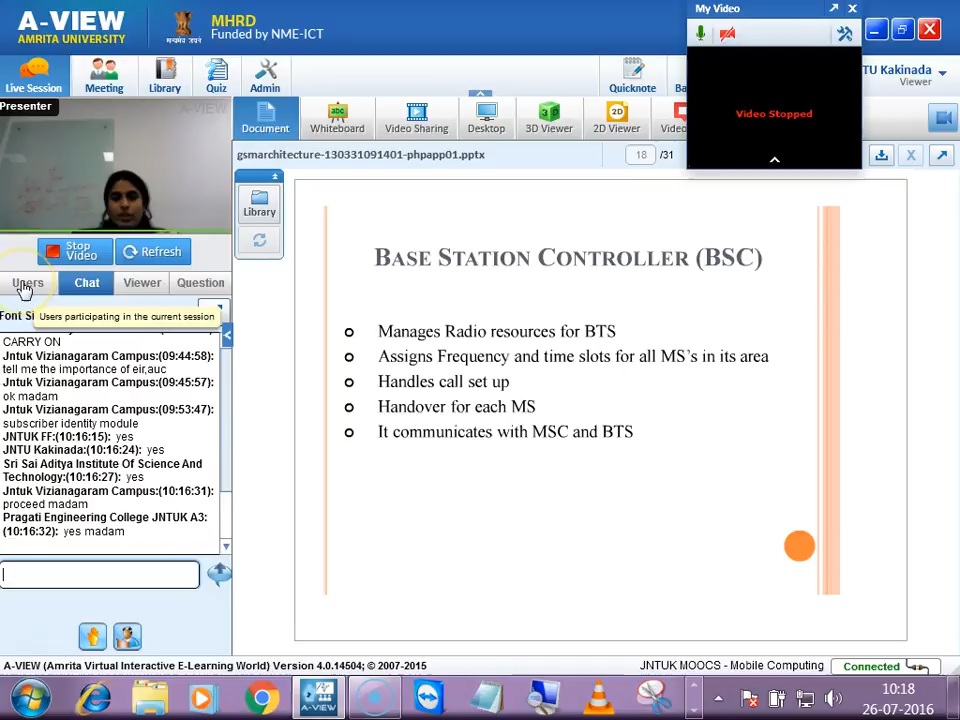 A-VIEW
AMRITA UNIVERSITY
MHRD
Funded by NME-ICT
My Video
Live Session
Meeting
Library
Quiz
Admin
Quicknote
TU Kakinada
Viewer
Presenter
A-VIEW
Document
Whiteboard
Video Sharing
Desktop
3D Viewer
2D Viewer
Video
Video Stopped
gsmarchitecture-130331091401-phpapp01.pptx
18 /31
Library
Stop Video
Refresh
Users
Chat
Viewer
Question
Font Si
Users participating in the current session
CARRY ON
Jntuk Vizianagaram Campus:(09:44:58):
tell me the importance of eir,auc
Jntuk Vizianagaram Campus:(09:45:57):
ok madam
Jntuk Vizianagaram Campus:(09:53:47):
subscriber identity module
JNTUK FF:(10:16:15): yes
JNTU Kakinada:(10:16:24): yes
Sri Sai Aditya Institute Of Science And
Technology:(10:16:27): yes
Jntuk Vizianagaram Campus:(10:16:31):
proceed madam
Pragati Engineering College JNTUK A3:
(10:16:32): yes madam
BASE STATION CONTROLLER (BSC)
Manages Radio resources for BTS
Assigns Frequency and time slots for all MS's in its area
Handles call set up
Handover for each MS
It communicates with MSC and BTS
A-VIEW (Amrita Virtual Interactive E-Learning World) Version 4.0.14504; © 2007-2015
JNTUK MOOCS - Mobile Computing
Connected
A-VIEW
10:18
26-07-2016